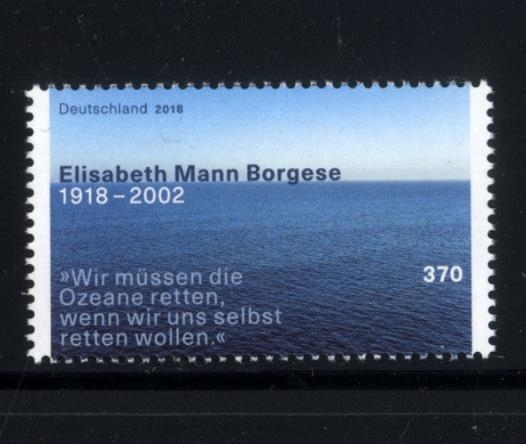 Deutschland 2018
Elisabeth Mann Borgese
1918 – 2002
370
»Wir müssen die
Ozeane retten,
wenn wir uns selbst
retten wollen.«